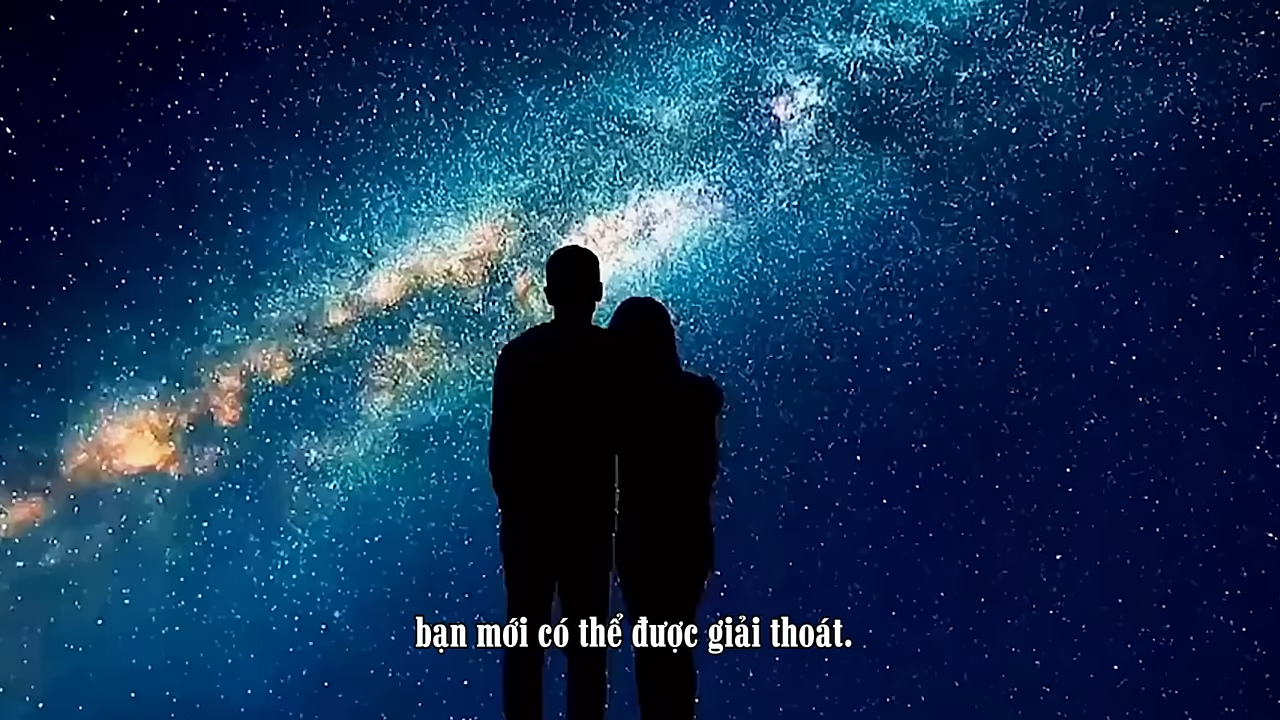 bạn mới có thể được giải thoát.